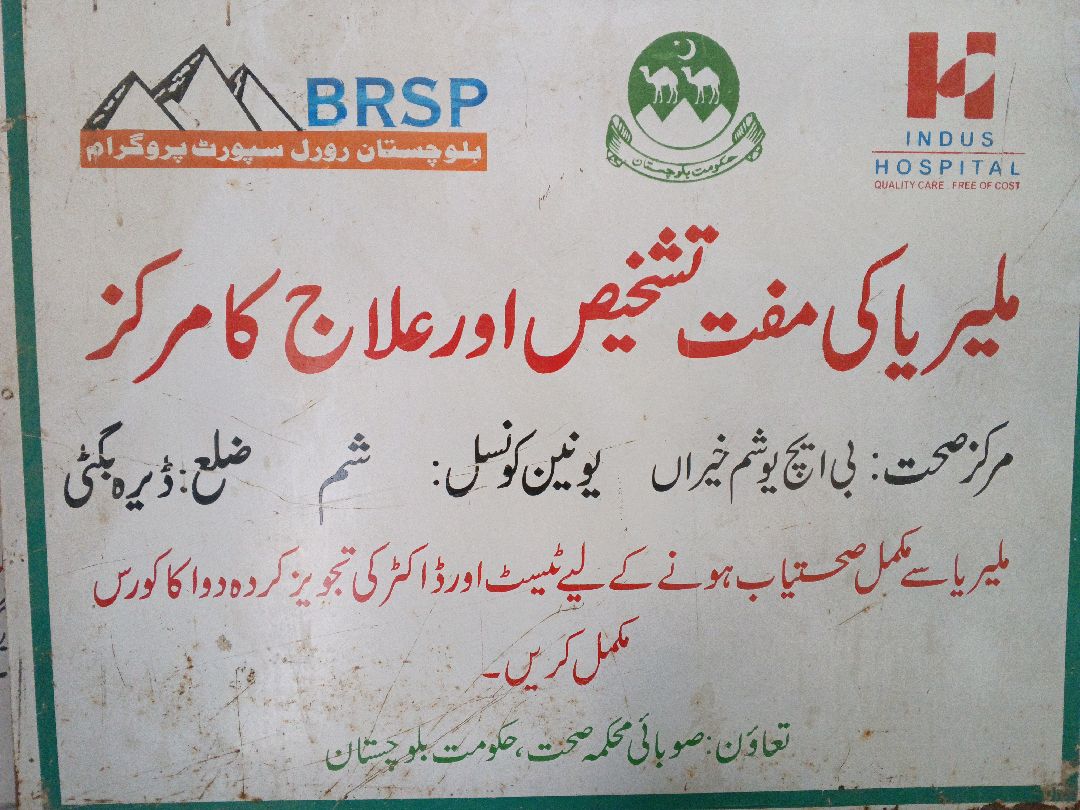 BRSP
بلوچستان رورل سپورٹ پروگرام
حکومت بلوچستان
INDUS
HOSPITAL
QUALITY CARE . FREE OF COST
ملیریا کی مفت تشخیص اور علاج کا مرکز
مرکز صحت: بی ایچ یو شم خیراں یونین کونسل: شم ضلع: ڈیرہ بگٹی
ملیریا سے مکمل صحتیاب ہونے کے لیے ٹیسٹ اور ڈاکٹر کی تجویز کردہ دوا کا کورس
مکمل کریں۔
تعاؤن: صوبائی محکمہ صحت، حکومت بلوچستان